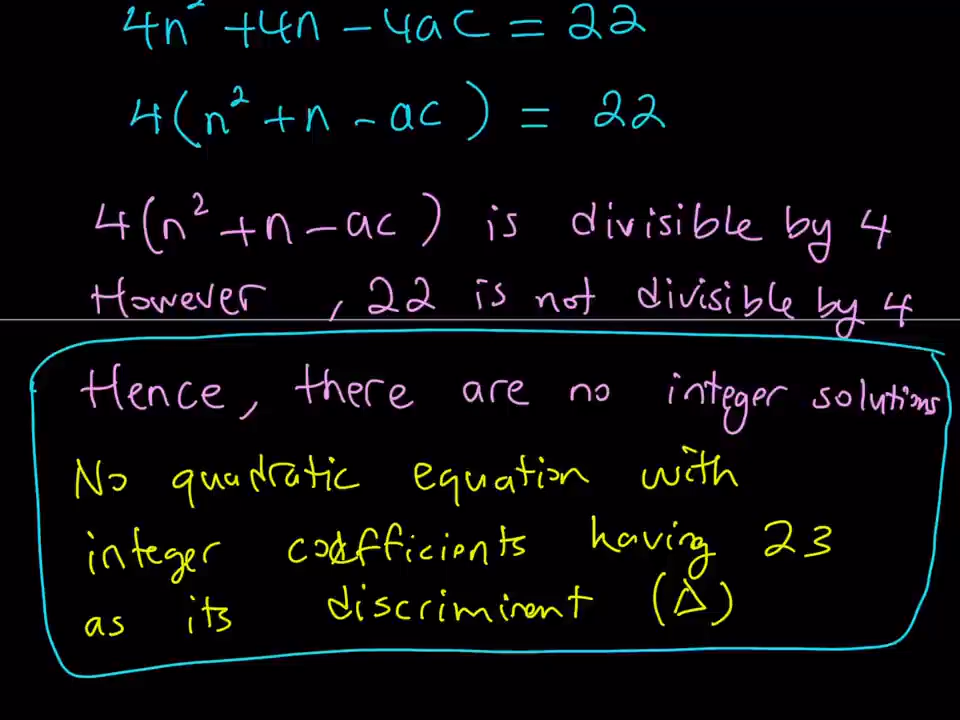 4n² + 4n - 4ac = 22
4(n² + n - ac) = 22
4(n² + n - ac) is divisible by 4
However, 22 is not divisible by 4
Hence, there are no integer solutions
No quadratic equation with
integer coefficients having 23
as its discriminent (Δ)